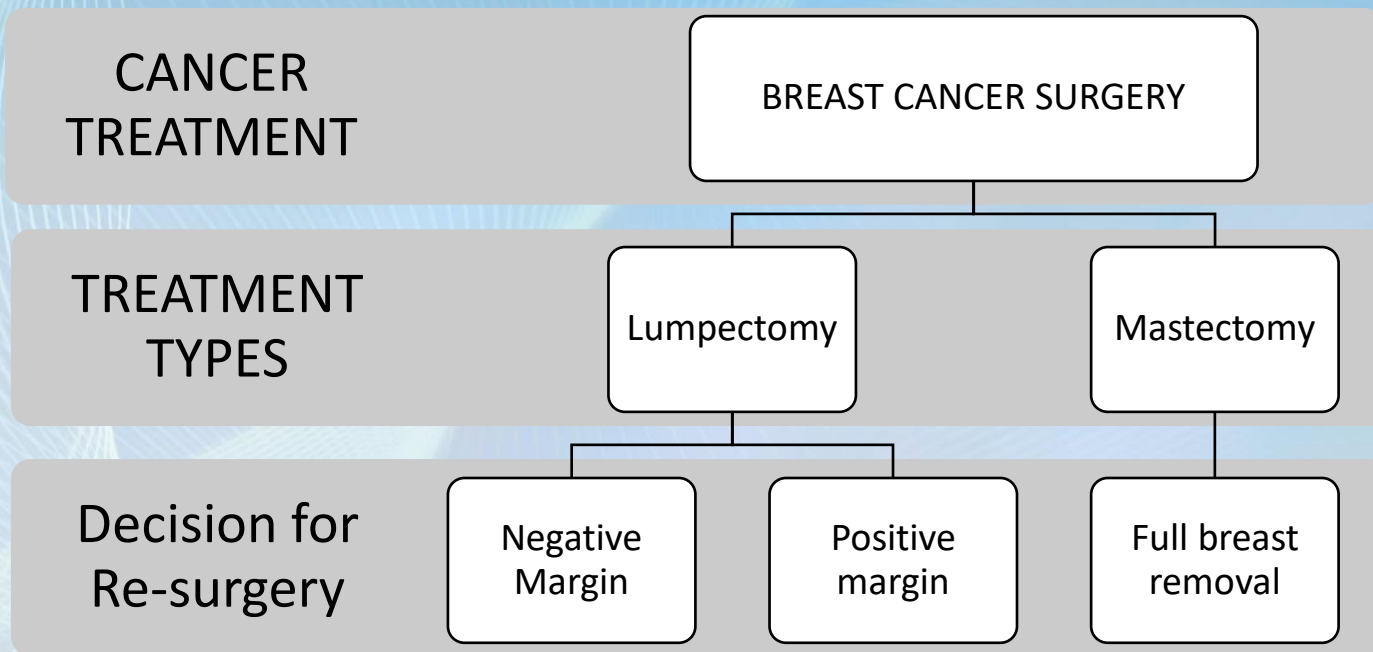 CANCER
TREATMENT
BREAST CANCER SURGERY
TREATMENT
TYPES
Lumpectomy
Mastectomy
Decision for
Re-surgery
Negative
Margin
Positive
margin
Full breast
removal